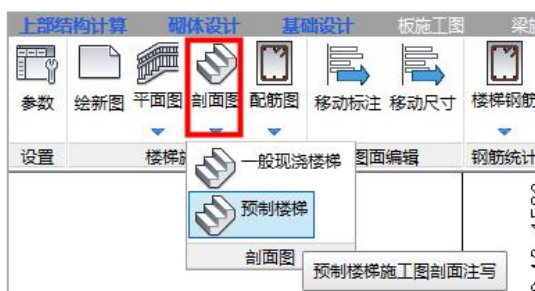 上部结构计算 砌体设计 基础设计 板施工图
参数 绘新图 平面图 剖面图 配筋图 移动标注 移动尺寸 楼梯钢筋
设置 图面编辑 钢筋统计
一般现浇楼梯
预制楼梯
剖面图
预制楼梯施工图剖面注写